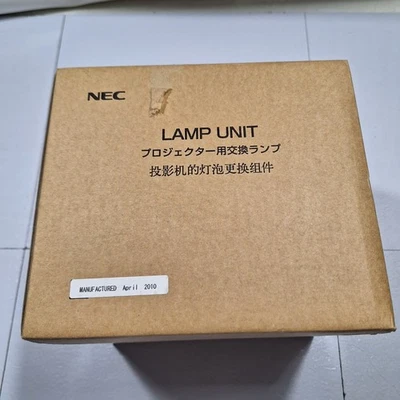 NEC
LAMP UNIT
プロジェクター用交換ランプ
投影机的灯泡更换组件
MANUFACTURED April 2010